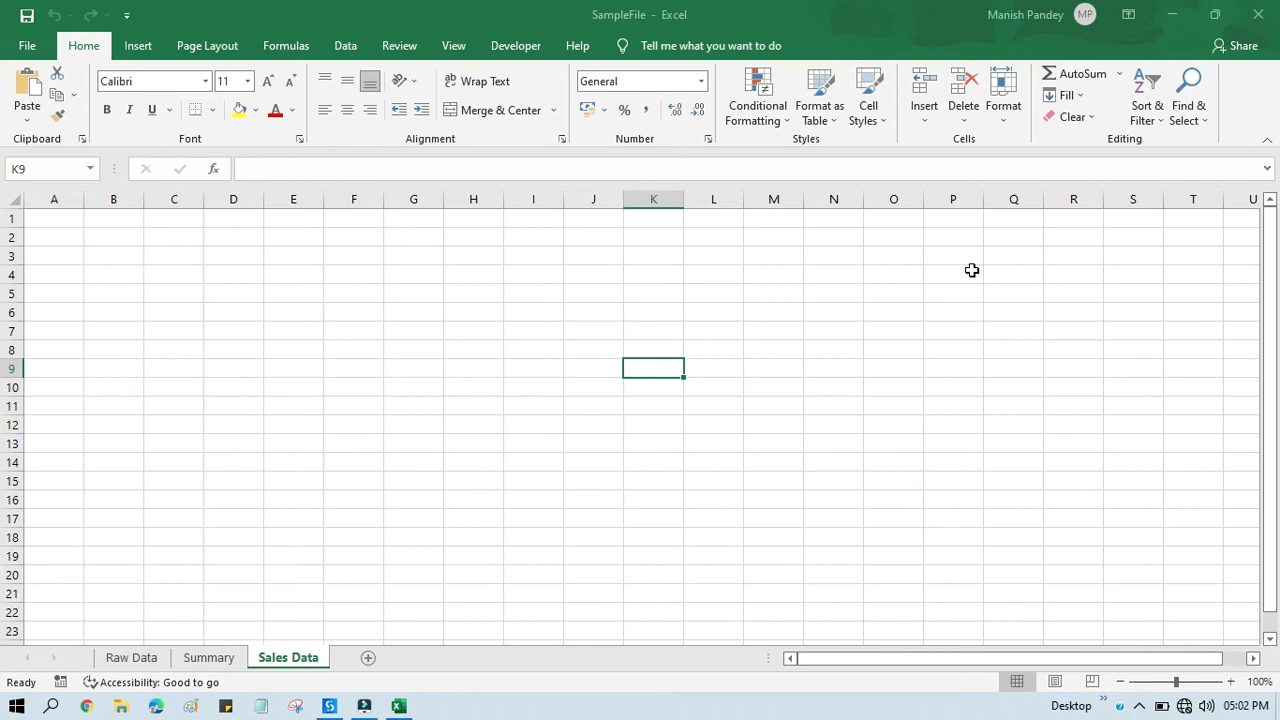 SampleFile - Excel
Manish Pandey MP
File Home Insert Page Layout Formulas Data Review View Developer Help Tell me what you want to do Share
Paste
Calibri 11
Wrap Text
General
Conditional Formatting
Format as Table
Cell Styles
Insert
Delete
Format
AutoSum
Fill
Clear
Sort & Filter
Find & Select
B I U
Merge & Center
Clipboard Font Alignment Number Styles Cells Editing
K9 fx
A B C D E F G H I J K L M N O P Q R S T U
1
2
3
4
5
6
7
8
9
10
11
12
13
14
15
16
17
18
19
20
21
22
23
Raw Data Summary Sales Data
Ready Accessibility: Good to go 100%
Desktop 05:02 PM